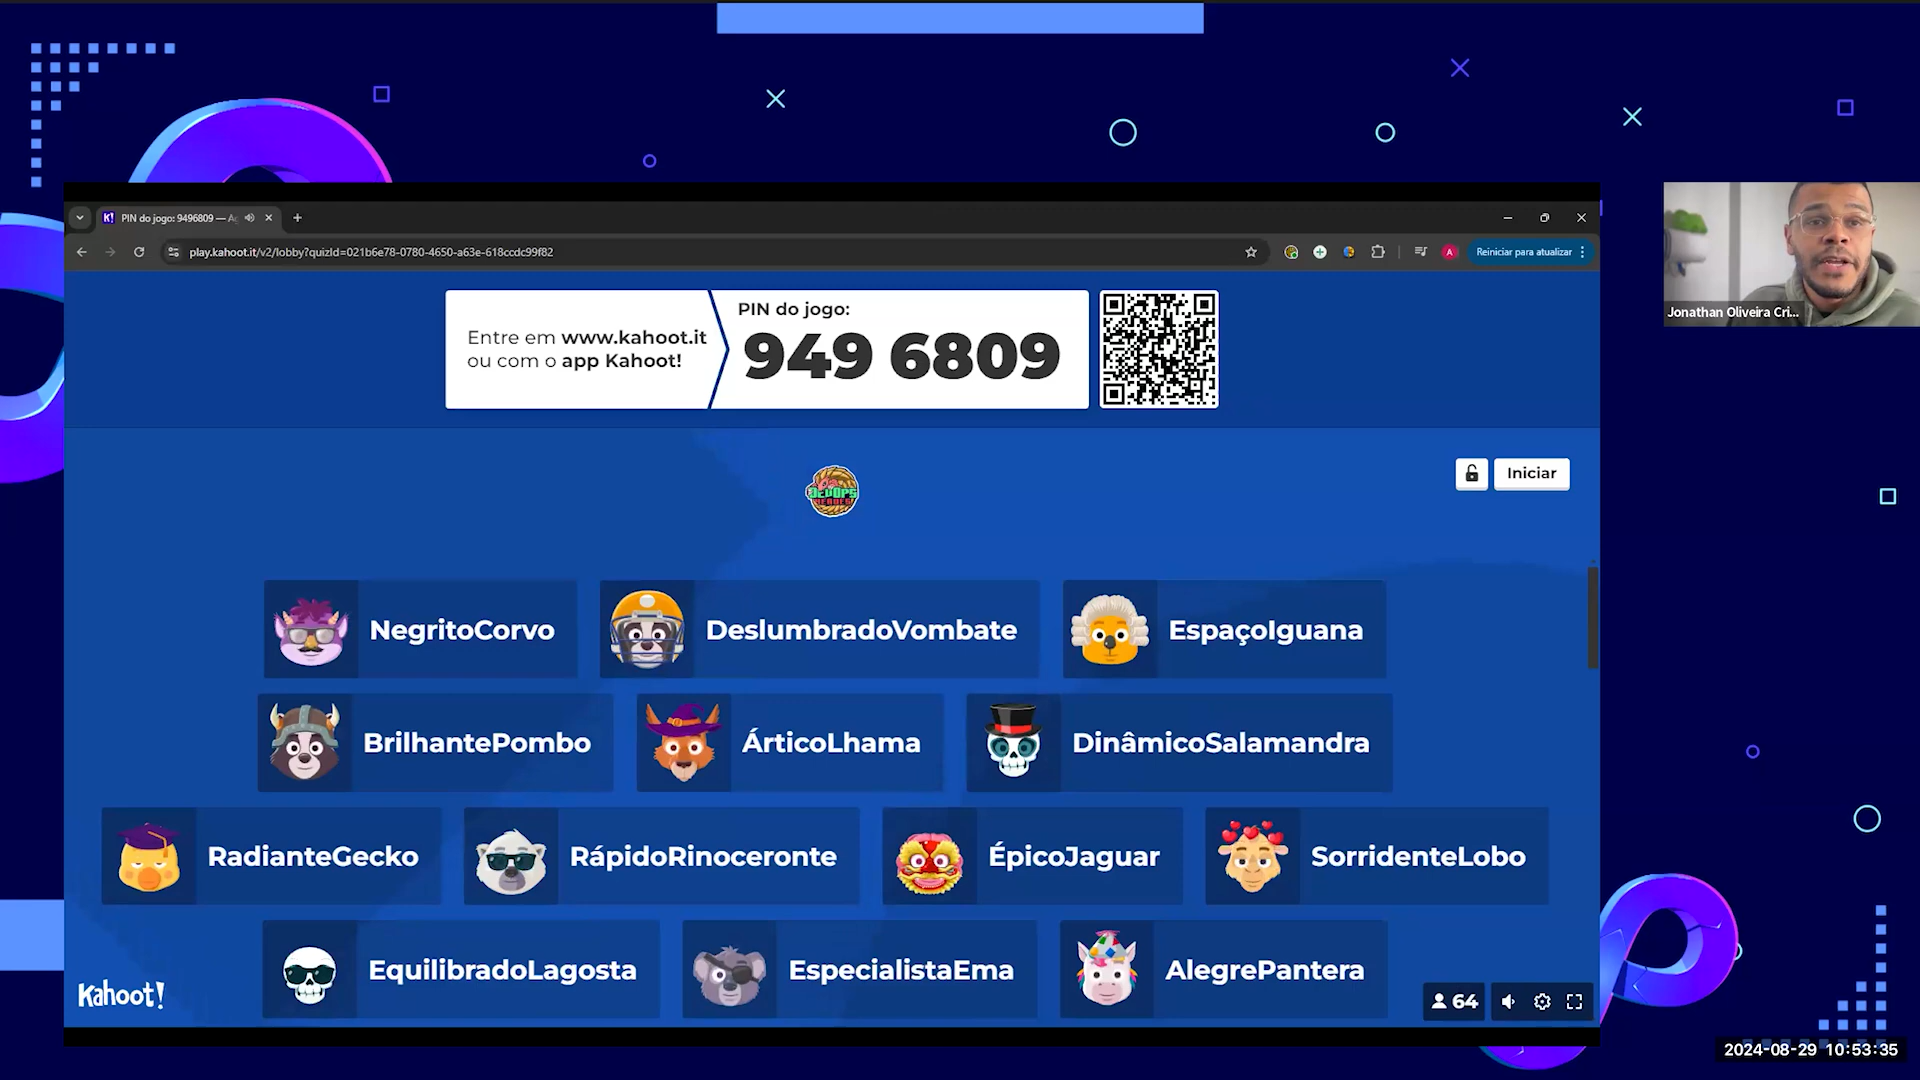 PIN do jogo: 9496809 — A
play.kahoot.it/v2/lobby?quizId=021b6e78-0780-4650-a63e-618ccdc99f82
A
Reiniciar para atualizar
Entre em www.kahoot.it
ou com o app Kahoot!
PIN do jogo:
949 6809
Jonathan Oliveira Cri...
DEVOPS
HEROES
Iniciar
NegritoCorvo
DeslumbradoVombate
EspaçoIguana
BrilhantePombo
ÁrticoLhama
DinâmicoSalamandra
RadianteGecko
RápidoRinoceronte
ÉpicoJaguar
SorridenteLobo
EquilibradoLagosta
EspecialistaEma
AlegrePantera
Kahoot!
64
2024-08-29 10:53:35